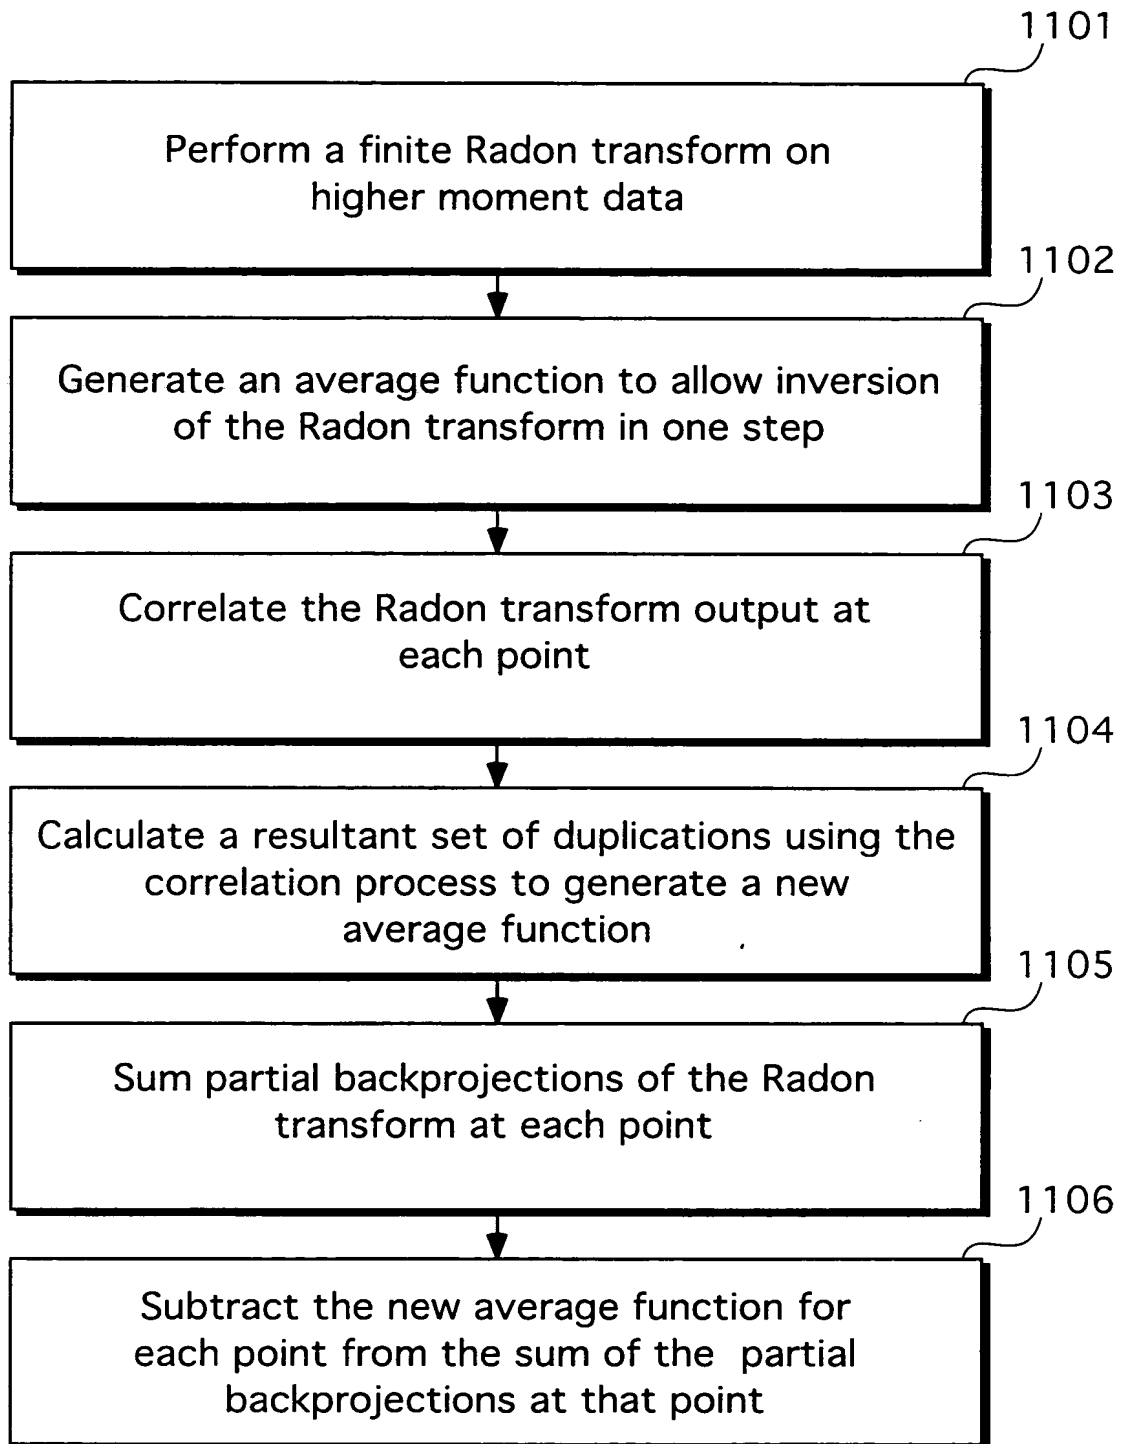 1101
Perform a finite Radon transform on
higher moment data
1102
Generate an average function to allow inversion
of the Radon transform in one step
1103
Correlate the Radon transform output at
each point
1104
Calculate a resultant set of duplications using the
correlation process to generate a new
average function
1105
Sum partial backprojections of the Radon
transform at each point
1106
Subtract the new average function for
each point from the sum of the partial
backprojections at that point